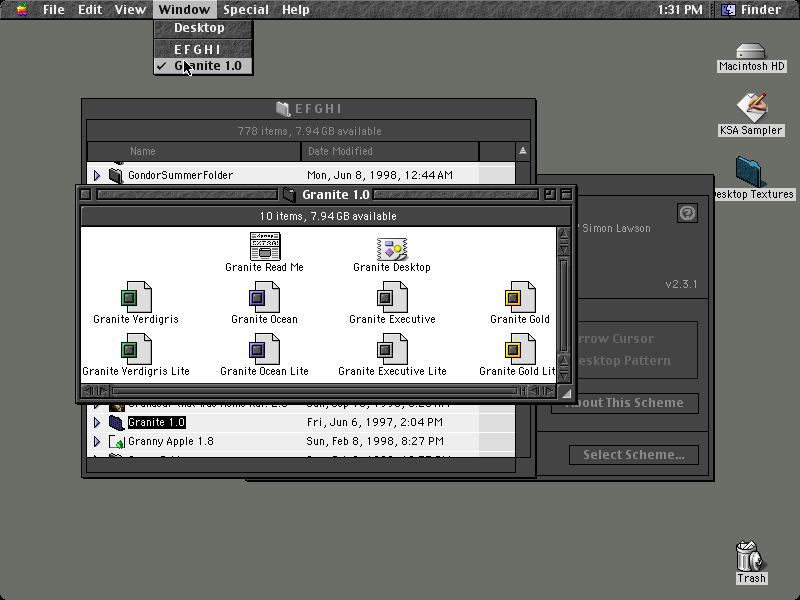 File Edit View Window Special Help 1:31 PM Finder
Desktop
E F G H I
✓ Granite 1.0
Macintosh HD
KSA Sampler
esktop Textures
E F G H I
778 items, 7.94 GB available
Name Date Modified
GondorSummerFolder Mon, Jun 8, 1998, 12:44 AM
Granite 1.0
10 items, 7.94 GB available
Granite Read Me Granite Desktop
Granite Verdigris Granite Ocean Granite Executive Granite Gold
Granite Verdigris Lite Granite Ocean Lite Granite Executive Lite Granite Gold Lit
Granite 1.0 Fri, Jun 6, 1997, 2:04 PM
Granny Apple 1.8 Sun, Feb 8, 1998, 8:27 PM
Simon Lawson
v2.3.1
rrow Cursor
esktop Pattern
About This Scheme
Select Scheme...
Trash